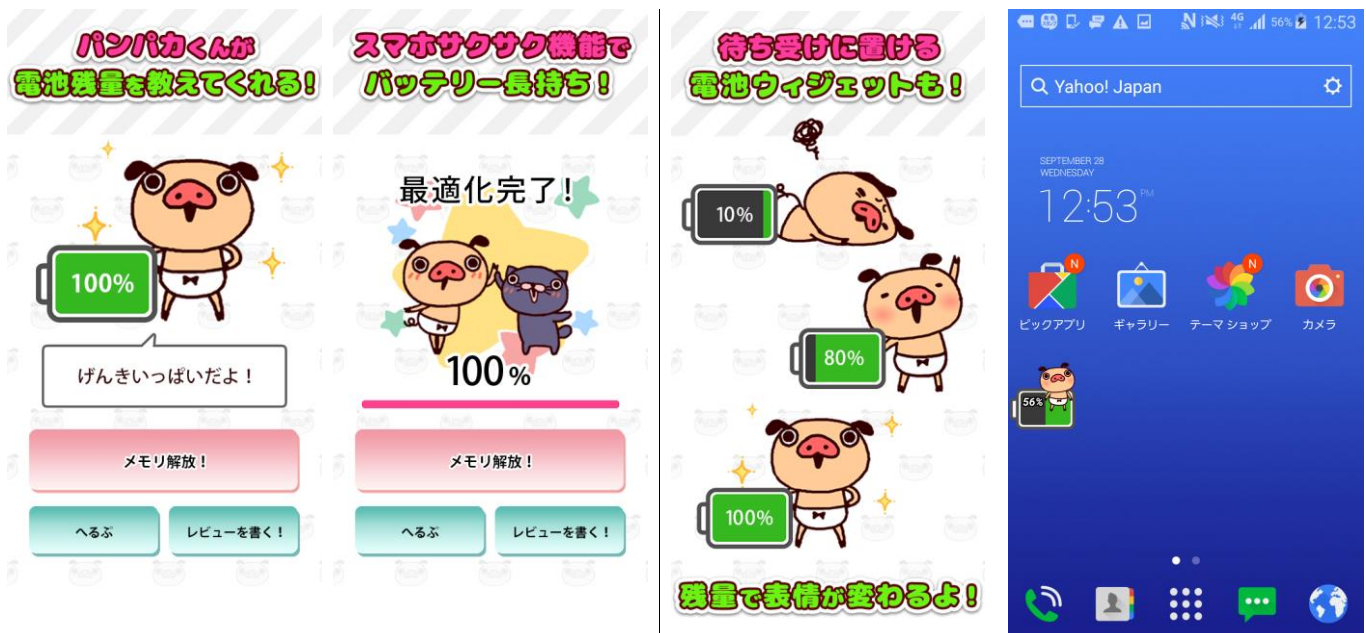 パンパカくんが
電池残量を教えてくれる!
100%
げんきいっぱいだよ!
メモリ解放!
へるぷ
レビューを書く!
スマホサクサク機能で
バッテリー長持ち!
最適化完了!
100%
メモリ解放!
へるぷ
レビューを書く!
待ち受けに置ける
電池ウィジェットも!
10%
80%
100%
残量で表情が変わるよ!
4G 56% 12:53
Yahoo! Japan
SEPTEMBER 28
WEDNESDAY
12:53 PM
N
N
ピックアプリ
ギャラリー
テーマ ショップ
カメラ
56%